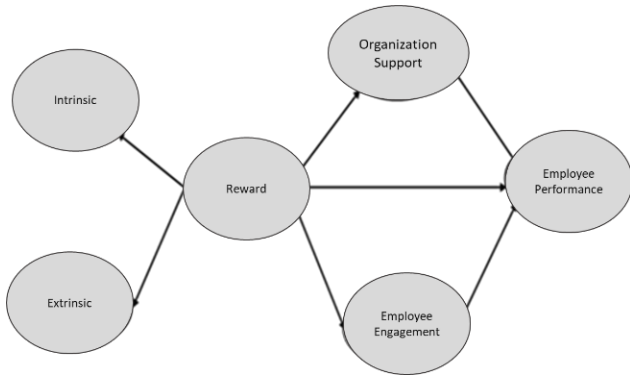 Organization
Support
Intrinsic
Reward
Employee
Performance
Extrinsic
Employee
Engagement